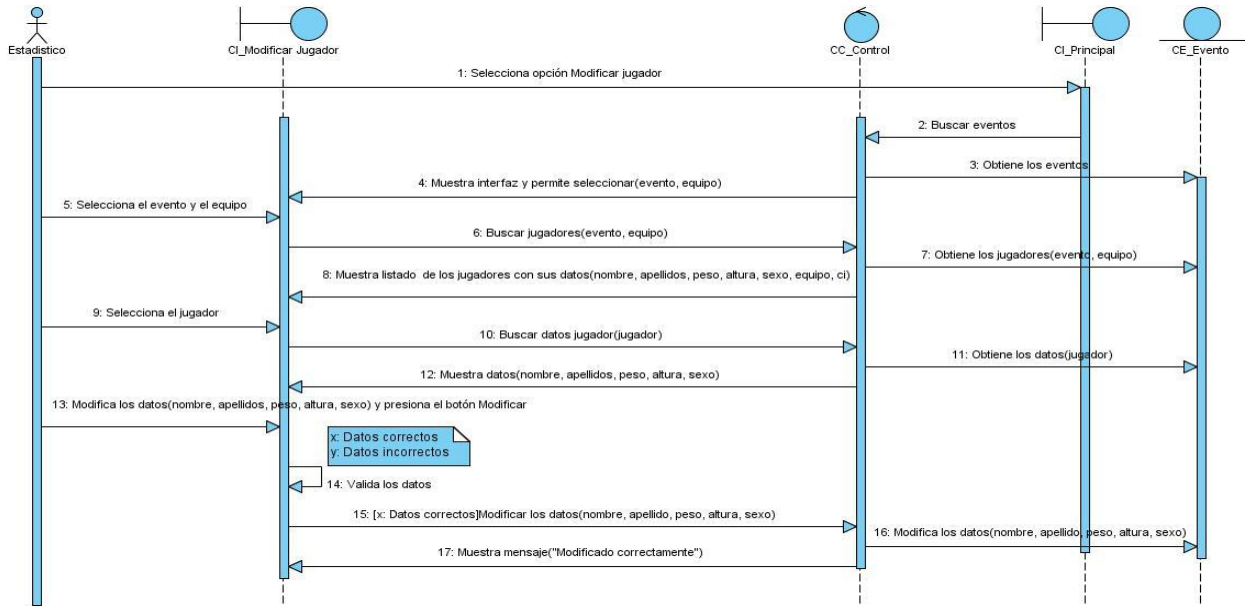 Estadistico
CI_Modificar Jugador
CC_Control
CI_Principal
CE_Evento
1: Selecciona opción Modificar jugador
2: Buscar eventos
3: Obtiene los eventos
4: Muestra interfaz y permite seleccionar(evento, equipo)
5: Selecciona el evento y el equipo
6: Buscar jugadores(evento, equipo)
7: Obtiene los jugadores(evento, equipo)
8: Muestra listado de los jugadores con sus datos(nombre, apellidos, peso, altura, sexo, equipo, ci)
9: Selecciona el jugador
10: Buscar datos jugador(jugador)
11: Obtiene los datos(jugador)
12: Muestra datos(nombre, apellidos, peso, altura, sexo)
13: Modifica los datos(nombre, apellidos, peso, altura, sexo) y presiona el botón Modificar
x: Datos correctos
y: Datos incorrectos
14: Valida los datos
15: [x: Datos correctos]Modificar los datos(nombre, apellido, peso, altura, sexo)
16: Modifica los datos(nombre, apellido, peso, altura, sexo)
17: Muestra mensaje("Modificado correctamente")